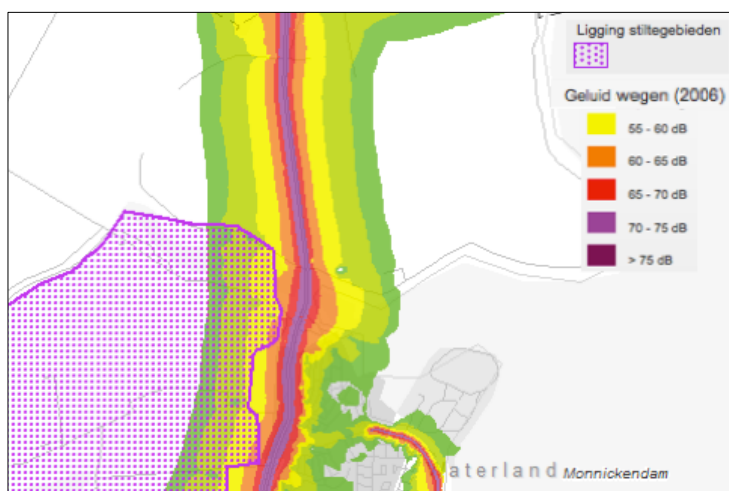 Ligging stiltegebieden
Geluid wegen (2006)
55 - 60 dB
60 - 65 dB
65 - 70 dB
70 - 75 dB
> 75 dB
aterland Monnickendam